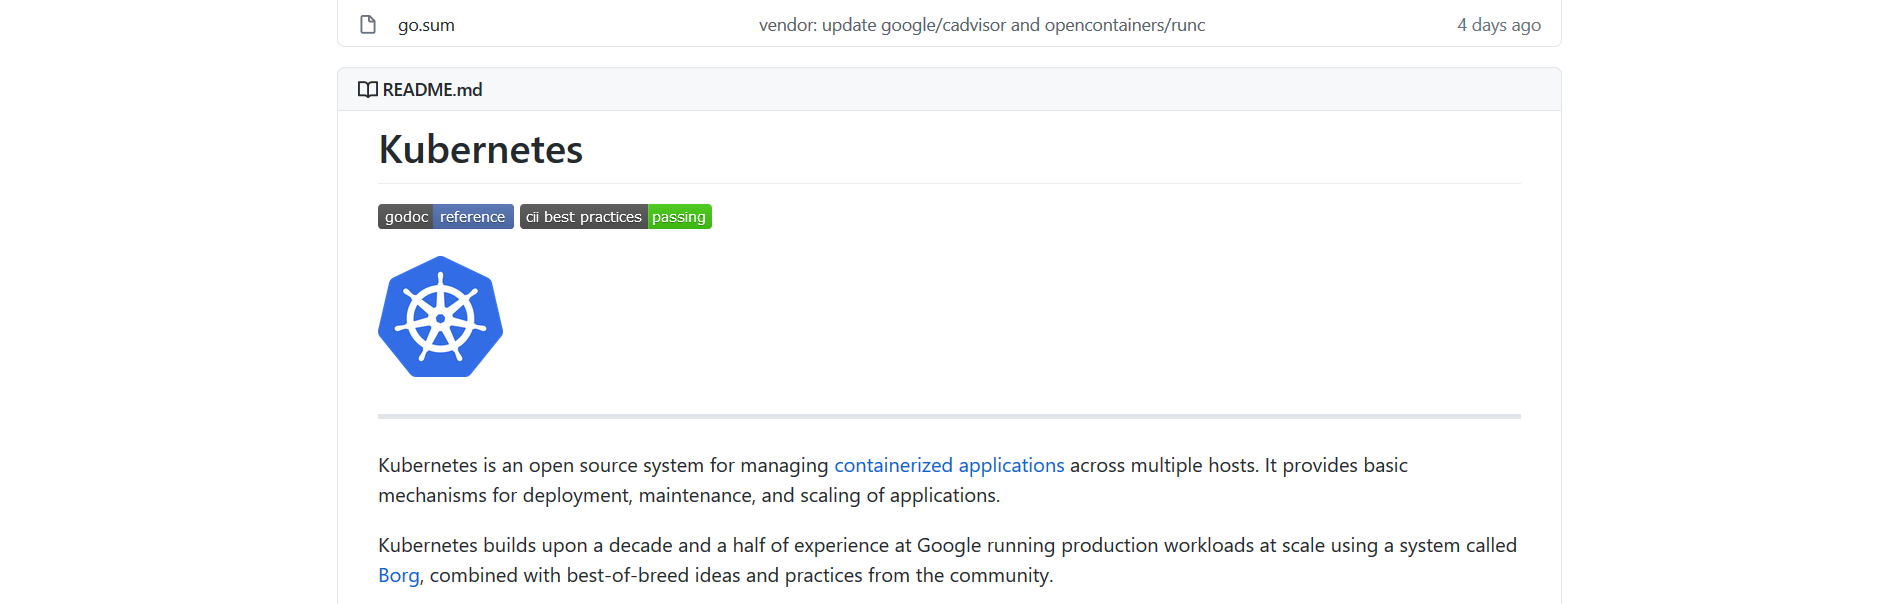 go.sum vendor: update google/cadvisor and opencontainers/runc 4 days ago
README.md
Kubernetes
godoc reference cii best practices passing
Kubernetes is an open source system for managing containerized applications across multiple hosts. It provides basic
mechanisms for deployment, maintenance, and scaling of applications.
Kubernetes builds upon a decade and a half of experience at Google running production workloads at scale using a system called
Borg, combined with best-of-breed ideas and practices from the community.